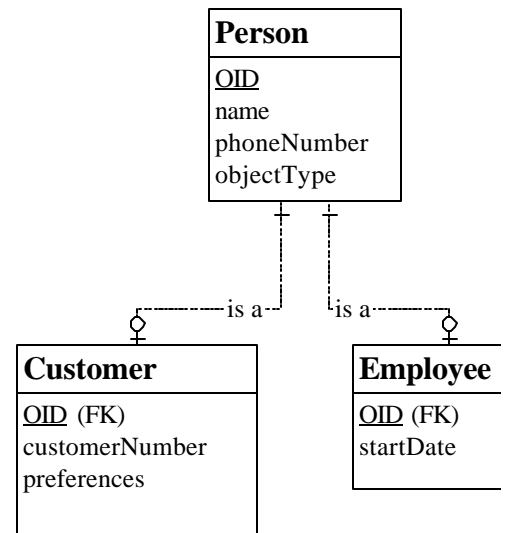 Person
OID
name
phoneNumber
objectType
is a
is a
Customer
OID (FK)
customerNumber
preferences
Employee
OID (FK)
startDate